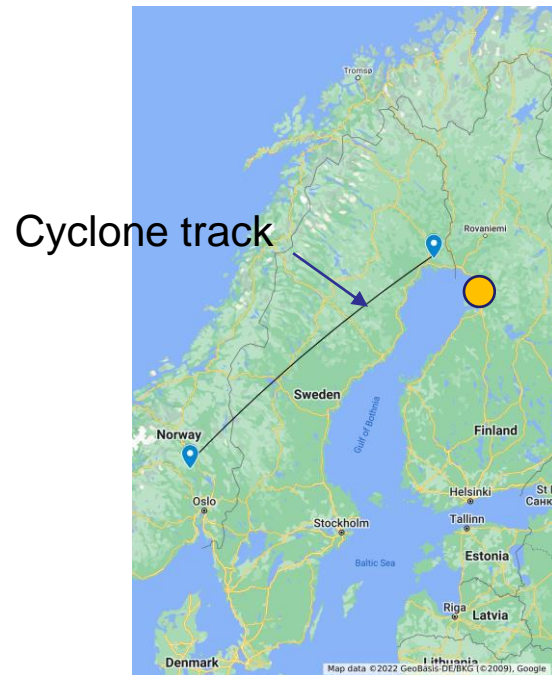 Tromsø
Cyclone track
Rovaniemi
Sweden
Gulf of Bothnia
Norway
Finland
Oslo
Helsinki
St
Санк
Stockholm
Tallinn
Estonia
Baltic Sea
Riga
Latvia
Denmark
Lithuania
Map data ©2022 GeoBasis-DE/BKG (©2009), Google